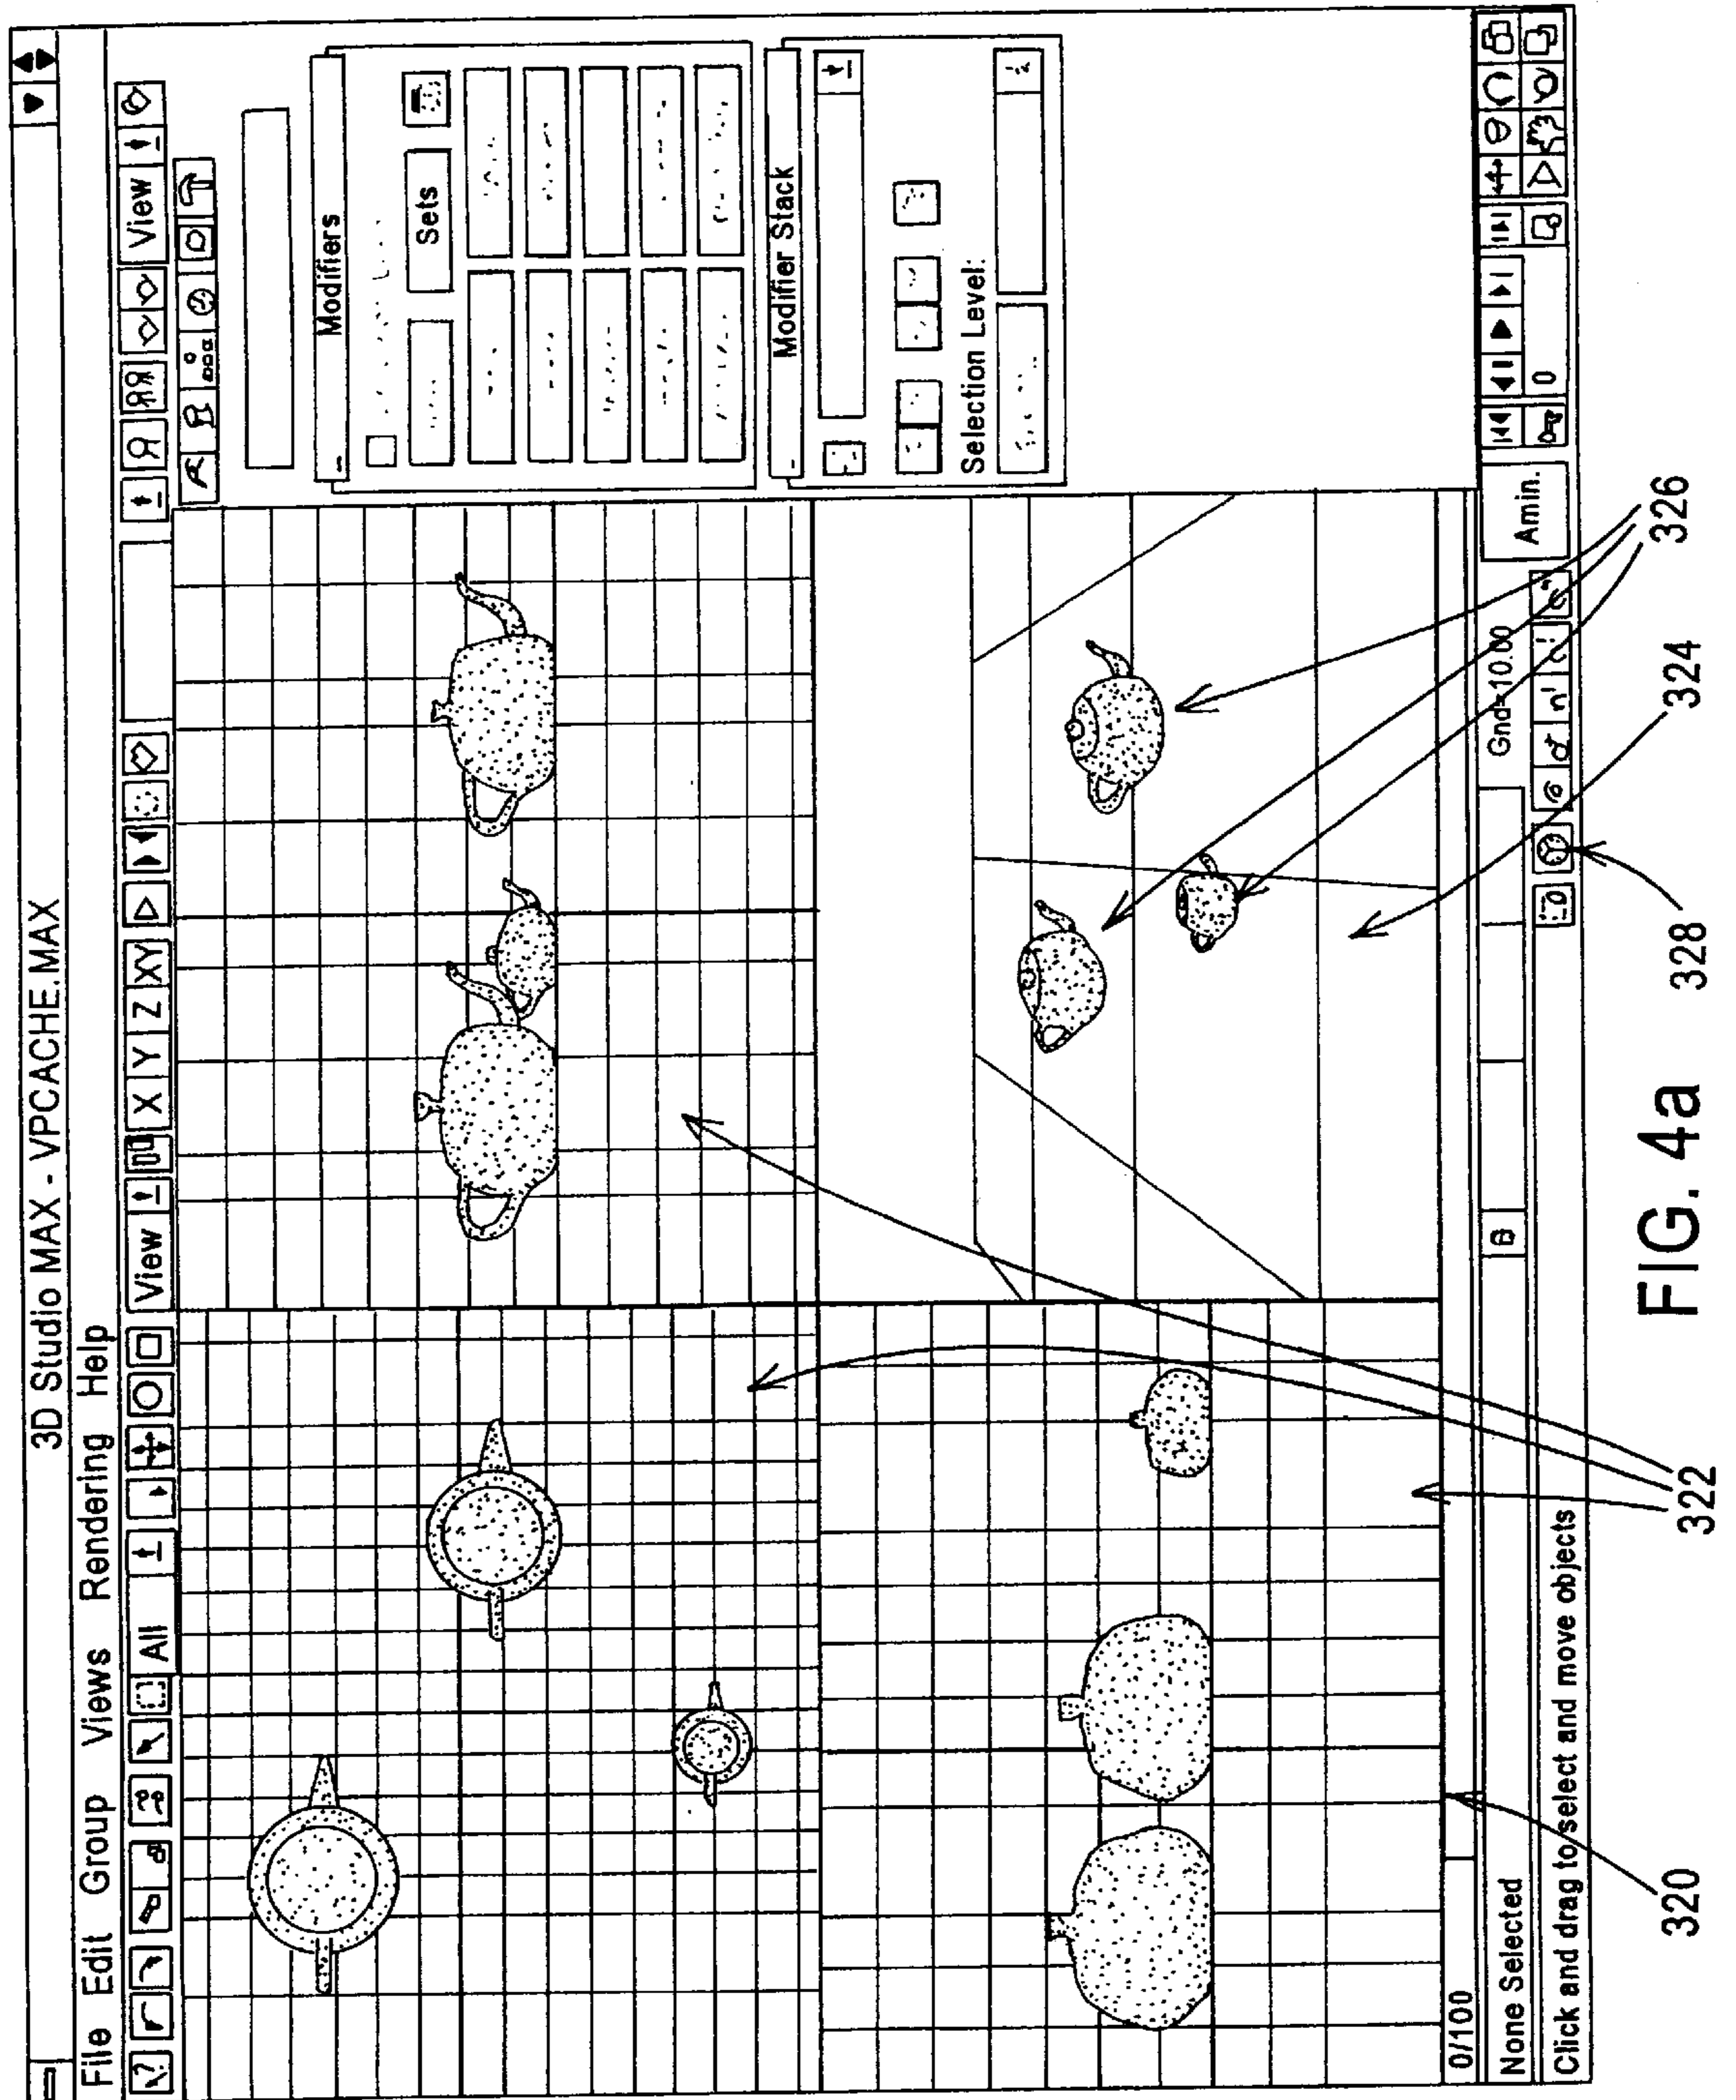 3D Studio MAX - VPCACHE.MAX
File Edit Group Views Rendering Help
All
View
X Y Z XY
View
Modifiers
Sets
Modifier Stack
Selection Level:
0/100
None Selected
Gnd=10.00
Amin.
0
Click and drag to select and move objects
320
322
328
324
326
FIG. 4a